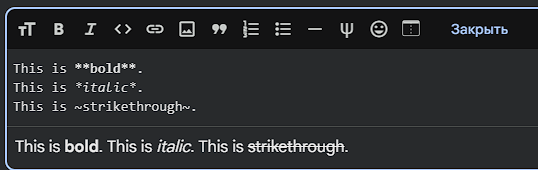 Закрыть
This is **bold**.
This is *italic*.
This is ~strikethrough~.
This is bold. This is italic. This is strikethrough.